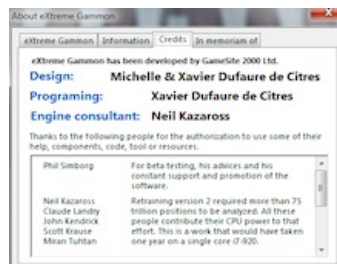 About eXtreme Gammon
eXtreme Gammon Information Credits In memoriam of
eXtreme Gammon has been developed by GameSite 2000 Ltd.
Design: Michelle & Xavier Dufaure de Citres
Programing: Xavier Dufaure de Citres
Engine consultant: Neil Kazaross
Thanks to the following people for the authorization to use some of their
help, components, code, tool or resources.
Phil Simborg For beta testing, his advices and his
constant support and promotion of the
software.
Neil Kazaross Retraining version 2 required more than 75
Claude Landry trillion positions to be analyzed. All these
John Kendrick people contribute their CPU power to that
Scott Krause effort. This is a work that would have taken
Miran Tuhtan one year on a single core i7-920.